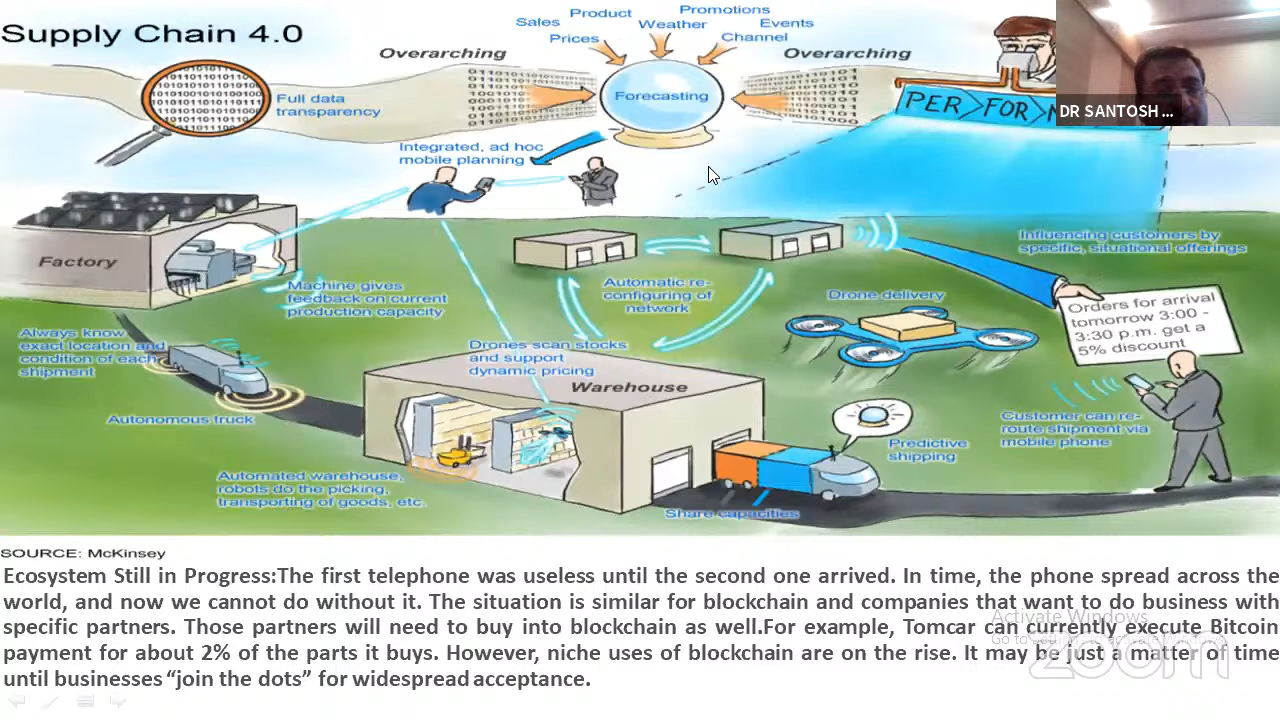 Supply Chain 4.0
Sales
Product
Promotions
Prices
Weather
Events
Channel
Overarching
Overarching
Forecasting
Full data
transparency
Integrated, ad hoc
mobile planning
PER>FOR>
DR SANTOSH ...
Factory
Machine gives
feedback on current
production capacity
Automatic re-
configuring of
network
Influencing customers by
specific, situational offerings
Drone delivery
Orders for arrival
tomorrow 3:00 -
3:30 p.m. get a
5% discount
Always know
exact location and
condition of each
shipment
Autonomous truck
Drones scan stocks
and support
dynamic pricing
Warehouse
Customer can re-
route shipment via
mobile phone
Predictive
shipping
Automated warehouse,
robots do the picking,
transporting of goods, etc.
Share capacities
SOURCE: McKinsey
Ecosystem Still in Progress:The first telephone was useless until the second one arrived. In time, the phone spread across the
world, and now we cannot do without it. The situation is similar for blockchain and companies that want to do business with
specific partners. Those partners will need to buy into blockchain as well.For example, Tomcar can currently execute Bitcoin
payment for about 2% of the parts it buys. However, niche uses of blockchain are on the rise. It may be just a matter of time
until businesses “join the dots” for widespread acceptance.
Activate Windows
zoom